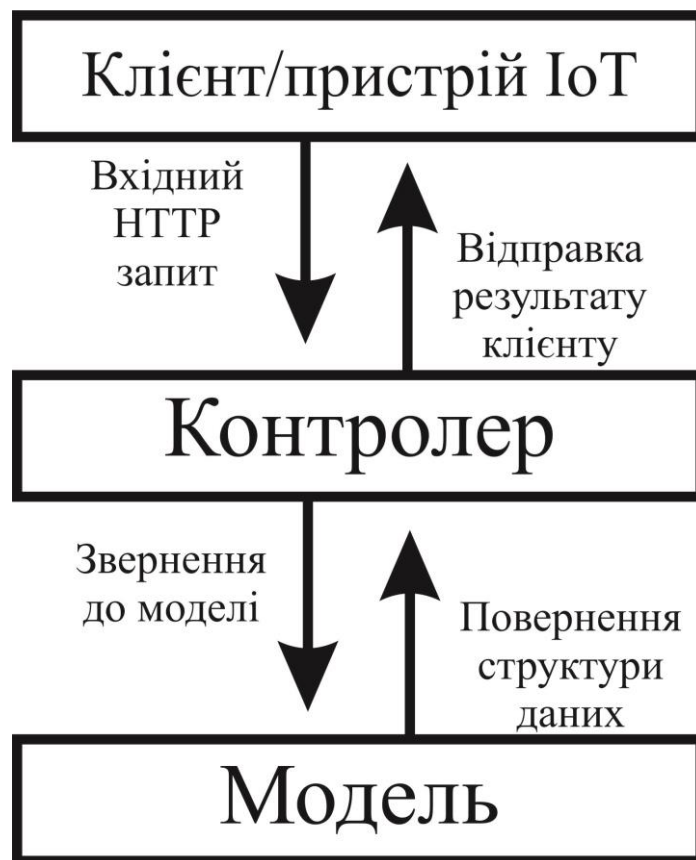 Клієнт/пристрій IoT
Вхідний
HTTP
запит
Відправка
результату
клієнту
Контролер
Звернення
до моделі
Повернення
структури
даних
Модель